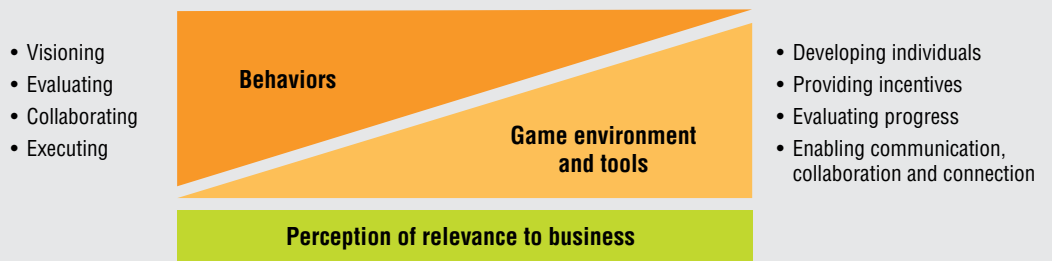 • Visioning
• Evaluating
• Collaborating
• Executing
Behaviors
Game environment
and tools
• Developing individuals
• Providing incentives
• Evaluating progress
• Enabling communication,
collaboration and connection
Perception of relevance to business